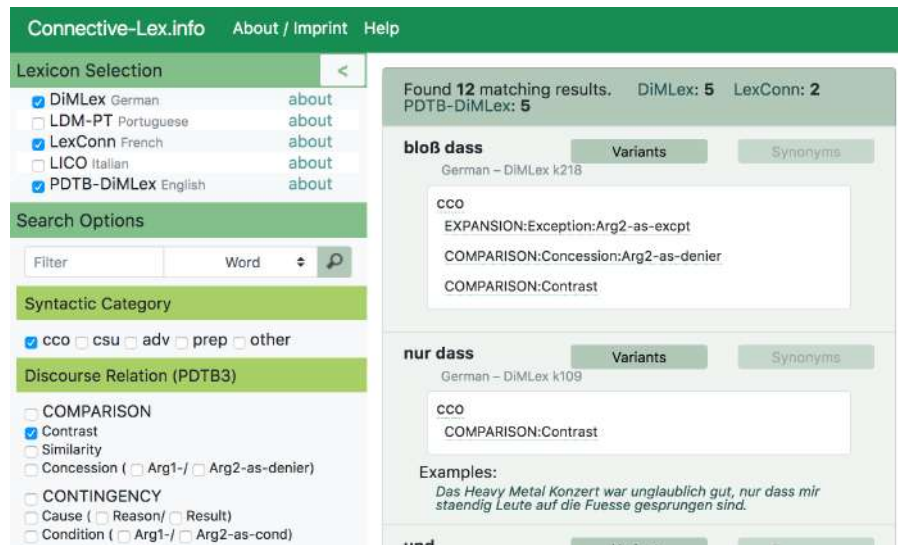 Connective-Lex.info About / Imprint Help
Lexicon Selection <
DiMLex German about
LDM-PT Portuguese about
LexConn French about
LICO Italian about
PDTB-DiMLex English about
Search Options
Filter Word
Syntactic Category
cco csu adv prep other
Discourse Relation (PDTB3)
COMPARISON
Contrast
Similarity
Concession ( Arg1-/ Arg2-as-denier)
CONTINGENCY
Cause ( Reason/ Result)
Condition ( Arg1-/ Arg2-as-cond)
Found 12 matching results. DiMLex: 5 LexConn: 2
PDTB-DiMLex: 5
bloß dass Variants Synonyms
German – DiMLex k218
cco
EXPANSION:Exception:Arg2-as-excpt
COMPARISON:Concession:Arg2-as-denier
COMPARISON:Contrast
nur dass Variants Synonyms
German – DiMLex k109
cco
COMPARISON:Contrast
Examples:
Das Heavy Metal Konzert war unglaublich gut, nur dass mir
staendig Leute auf die Fuesse gesprungen sind.
und